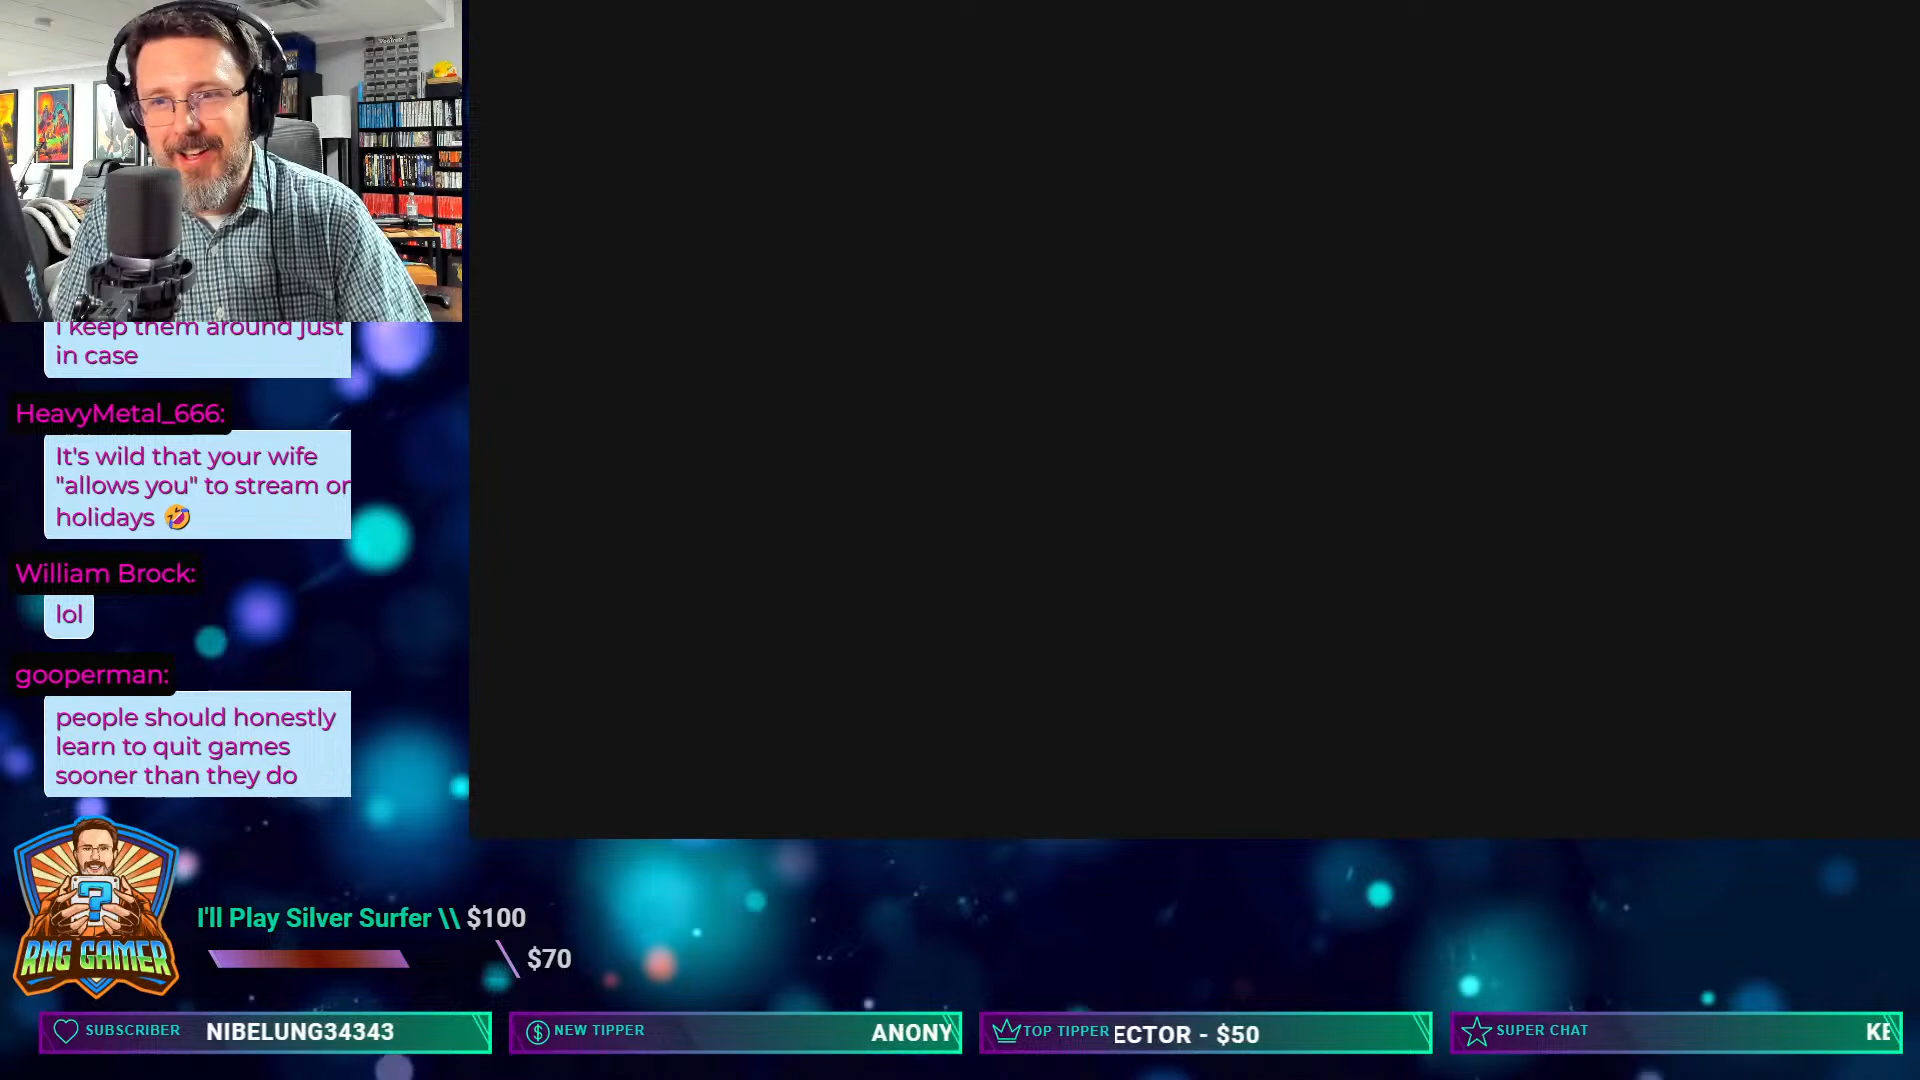 I keep them around just
in case
HeavyMetal_666:
It's wild that your wife
"allows you" to stream or
holidays 🤣
William Brock:
lol
gooperman:
people should honestly
learn to quit games
sooner than they do
?
RNG GAMER
I'll Play Silver Surfer \\ $100
$70
SUBSCRIBER NIBELUNG34343
NEW TIPPER ANONY
TOP TIPPER ECTOR - $50
SUPER CHAT KE